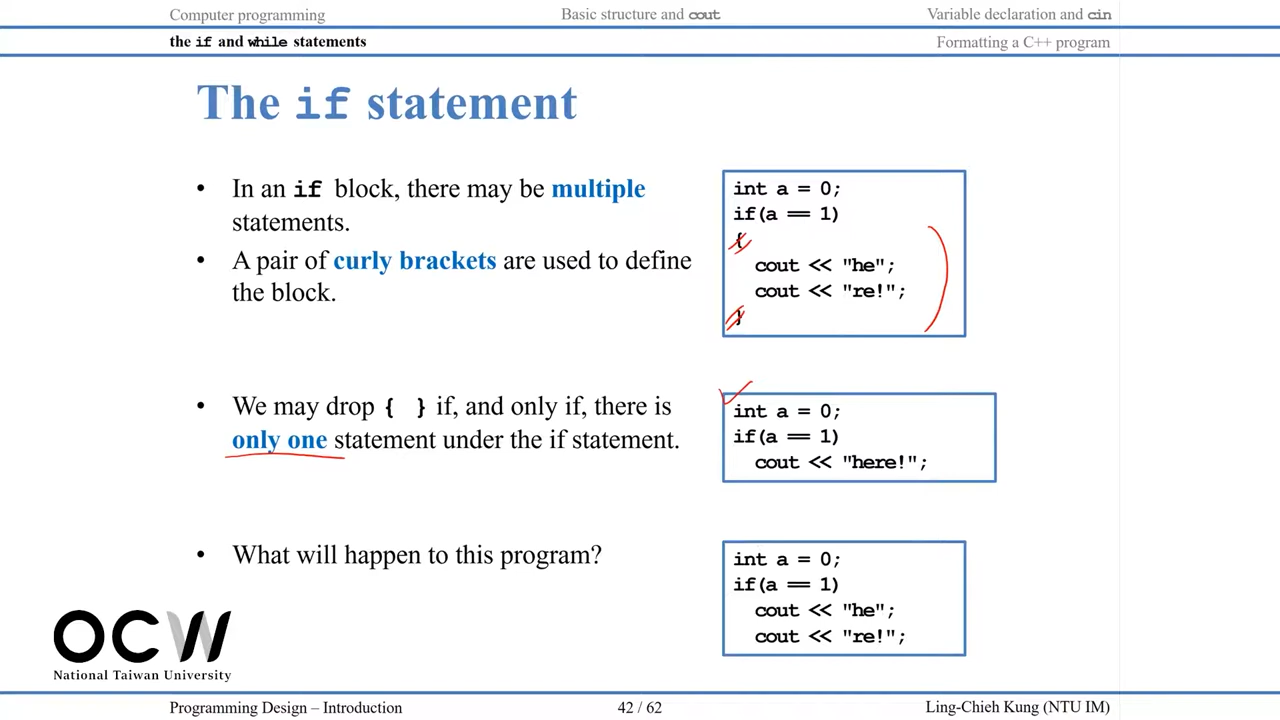 Computer programming
Basic structure and cout
Variable declaration and cin
the if and while statements
Formatting a C++ program
The if statement
• In an if block, there may be multiple
statements.
• A pair of curly brackets are used to define
the block.
int a = 0;
if(a == 1)
{
cout << "he";
cout << "re!";
}
• We may drop { } if, and only if, there is
only one statement under the if statement.
int a = 0;
if(a == 1)
cout << "here!";
• What will happen to this program?
int a = 0;
if(a == 1)
cout << "he";
cout << "re!";
OCW
National Taiwan University
Programming Design – Introduction
42 / 62
Ling-Chieh Kung (NTU IM)